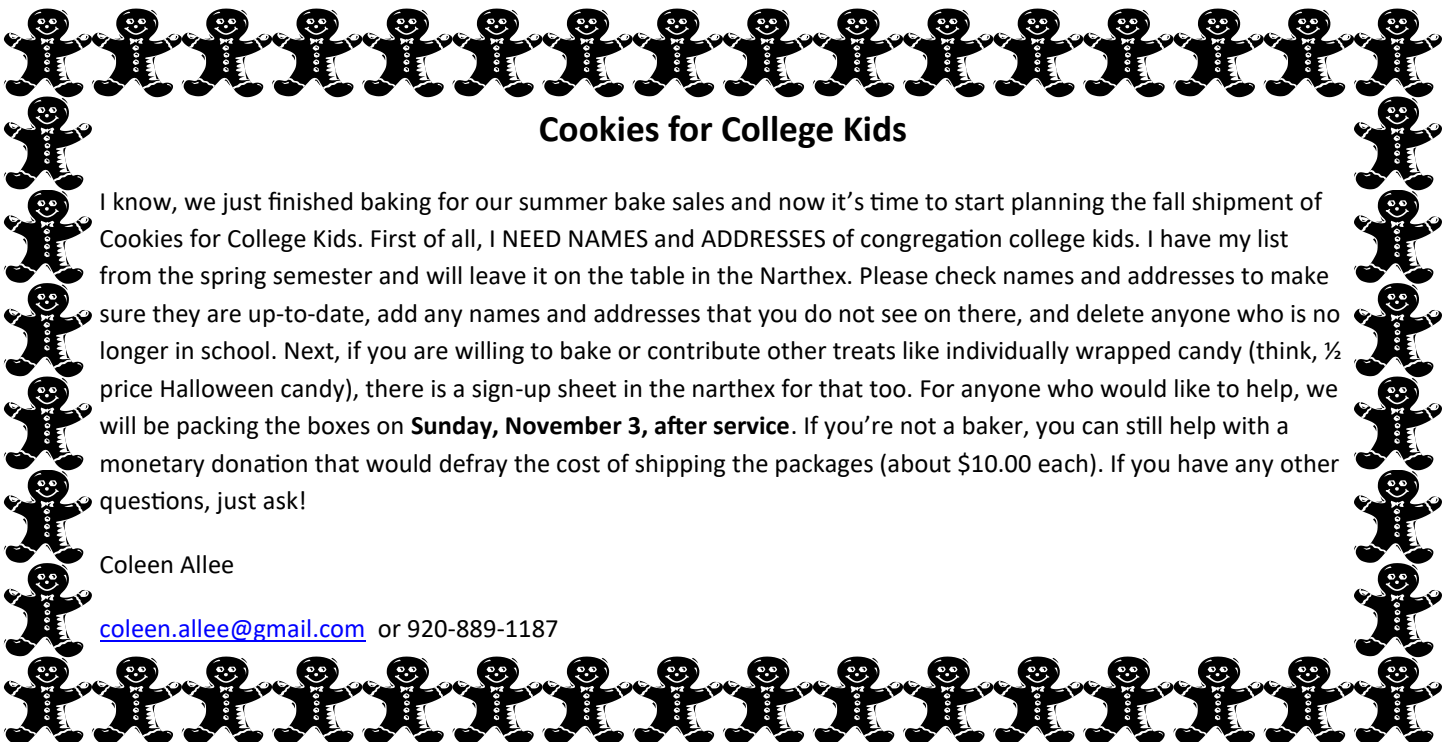 Cookies for College Kids
I know, we just finished baking for our summer bake sales and now it’s time to start planning the fall shipment of
Cookies for College Kids. First of all, I NEED NAMES and ADDRESSES of congregation college kids. I have my list
from the spring semester and will leave it on the table in the Narthex. Please check names and addresses to make
sure they are up-to-date, add any names and addresses that you do not see on there, and delete anyone who is no
longer in school. Next, if you are willing to bake or contribute other treats like individually wrapped candy (think, ½
price Halloween candy), there is a sign-up sheet in the narthex for that too. For anyone who would like to help, we
will be packing the boxes on Sunday, November 3, after service. If you’re not a baker, you can still help with a
monetary donation that would defray the cost of shipping the packages (about $10.00 each). If you have any other
questions, just ask!
Coleen Allee
coleen.allee@gmail.com or 920-889-1187